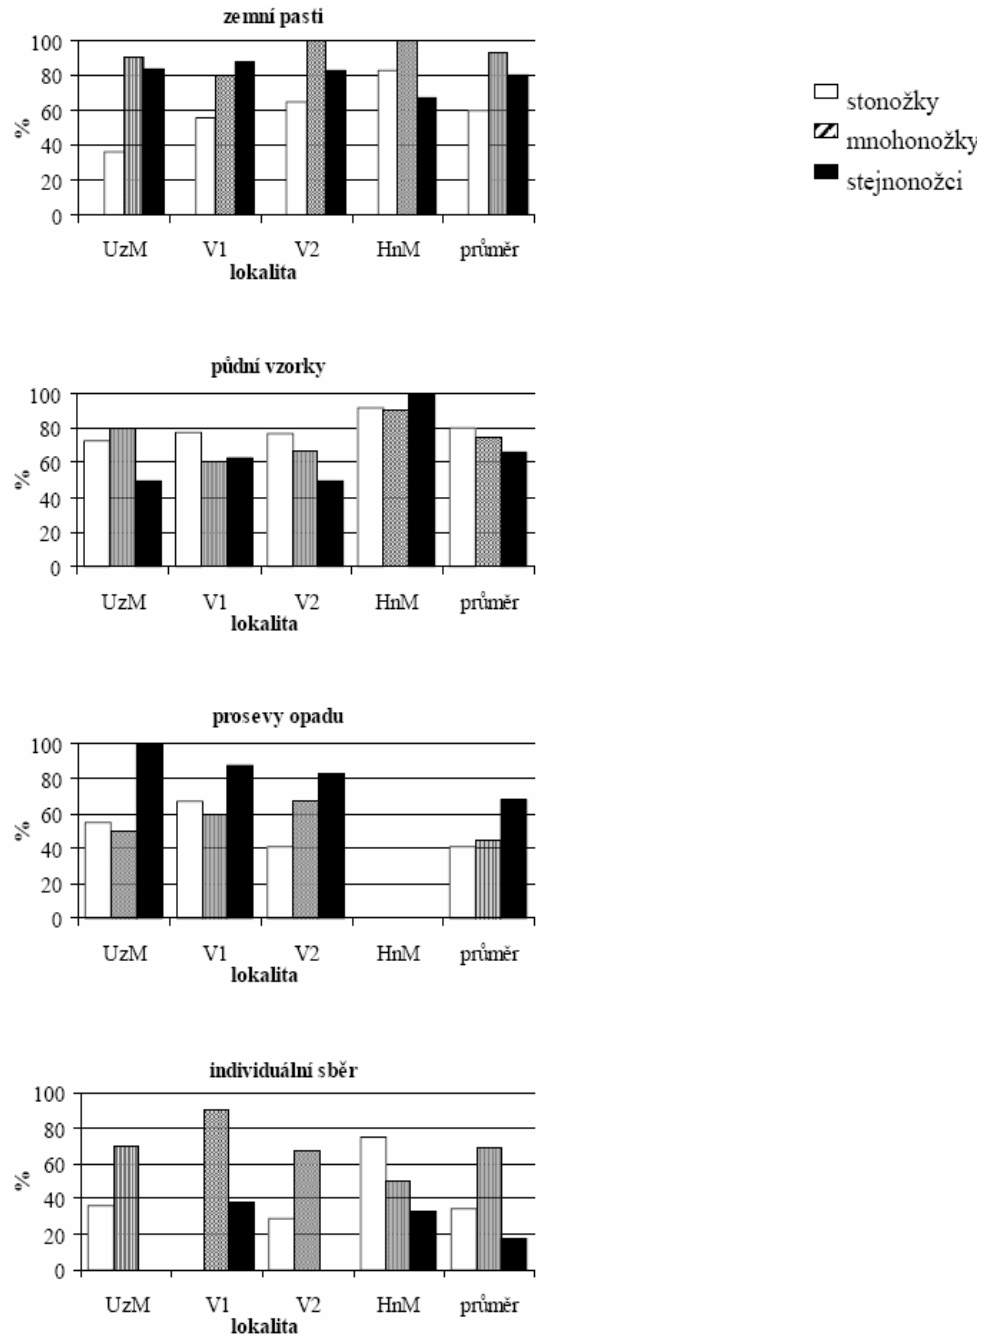 zemní pasti
100
80
60
40
20
0
%
UzM V1 V2 HnM průměr
lokalita
stonožky
mnohonožky
stejnonožci
půdní vzorky
100
80
60
40
20
0
%
UzM V1 V2 HnM průměr
lokalita
prosevy opadu
100
80
60
40
20
0
%
UzM V1 V2 HnM průměr
lokalita
individuální sběr
100
80
60
40
20
0
%
UzM V1 V2 HnM průměr
lokalita